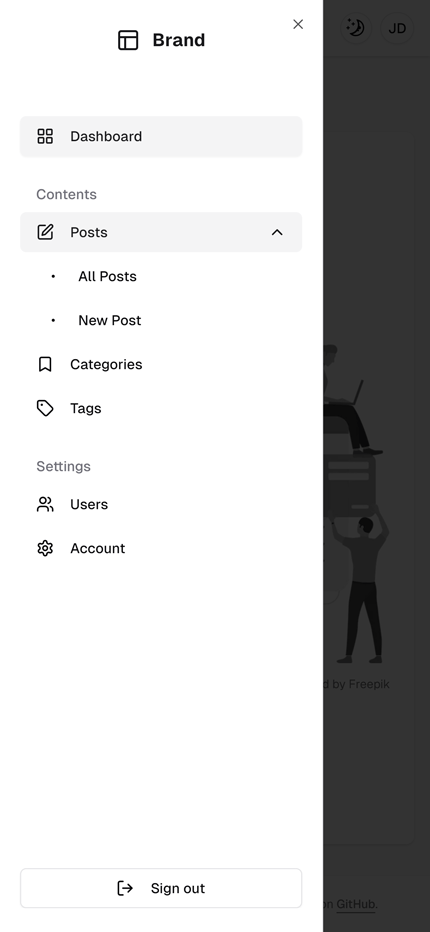 Brand
JD
Dashboard
Contents
Posts
All Posts
New Post
Categories
Tags
Settings
Users
Account
d by Freepik
Sign out
on GitHub.